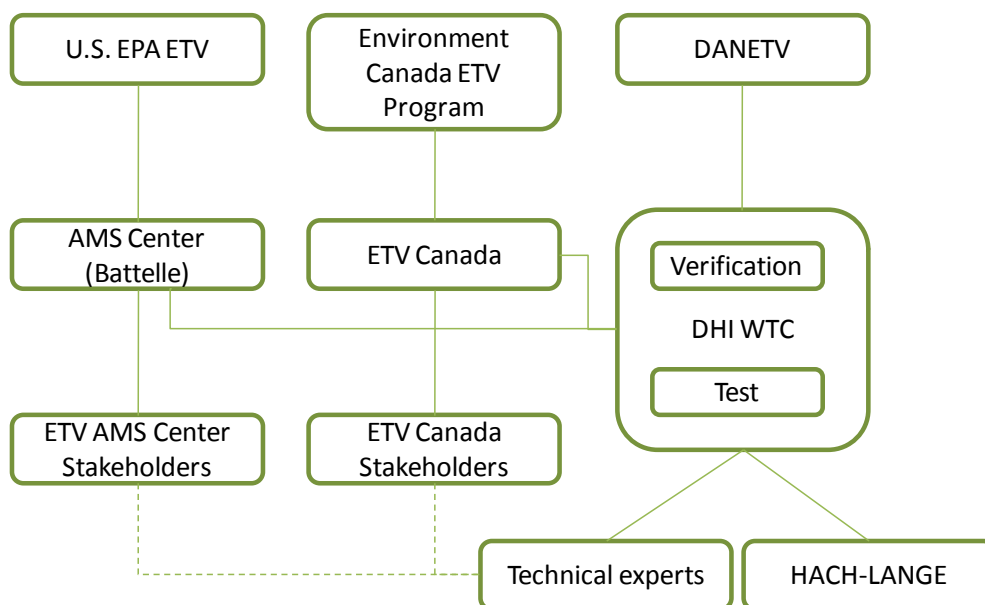 U.S. EPA ETV
Environment
Canada ETV
Program
DANETV
AMS Center
(Battelle)
ETV Canada
Verification
DHI WTC
Test
ETV AMS Center
Stakeholders
ETV Canada
Stakeholders
Technical experts
HACH-LANGE